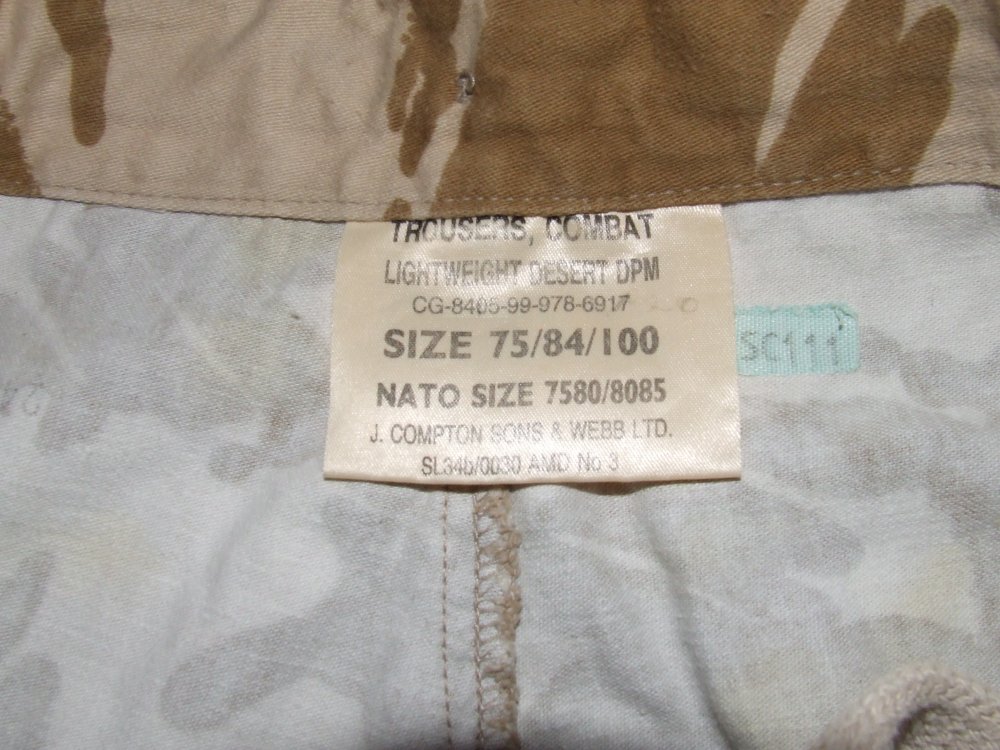 TROUSERS, COMBAT
LIGHTWEIGHT DESERT DPM
CG-8405-99-978-6917
SIZE 75/84/100
NATO SIZE 7580/8085
J. COMPTON SONS & WEBB LTD.
SL34b/0030 AMD No 3
SC111